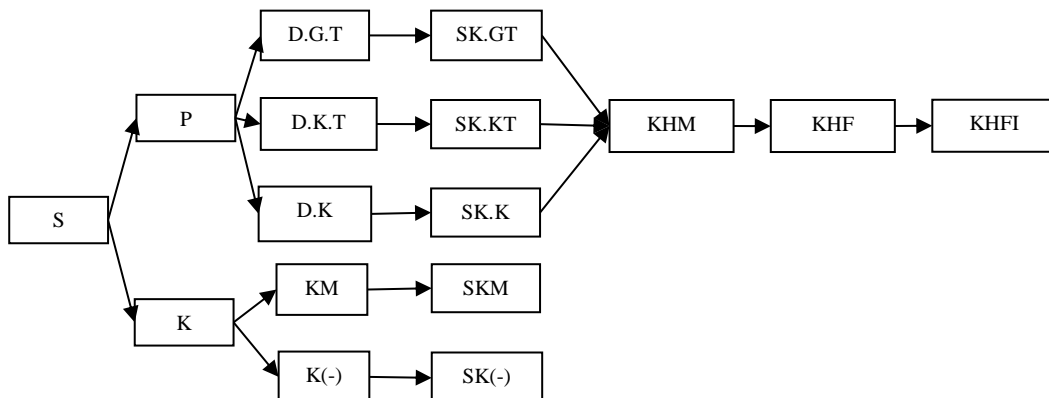 D.G.T
SK.GT
P
D.K.T
SK.KT
KHM
KHF
KHFI
D.K
SK.K
S
KM
SKM
K
K(-)
SK(-)